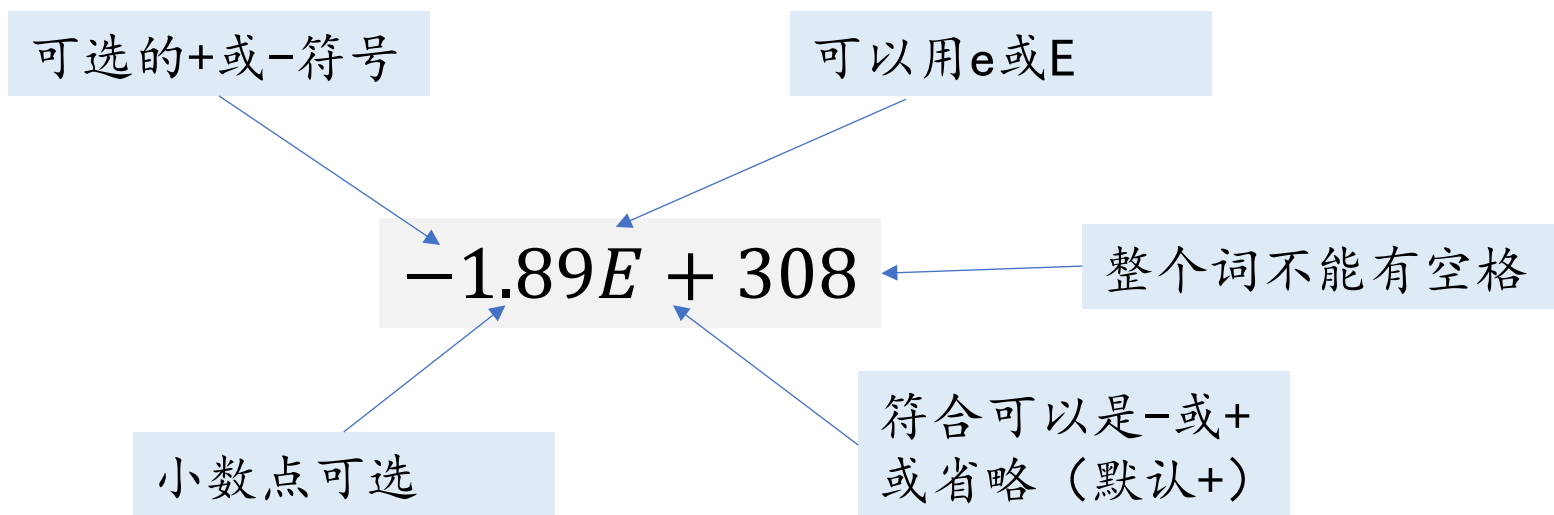 可选的+或-符号
可以用e或E
-1.89E + 308
整个词不能有空格
小数点可选
符合可以是-或+
或省略（默认+）